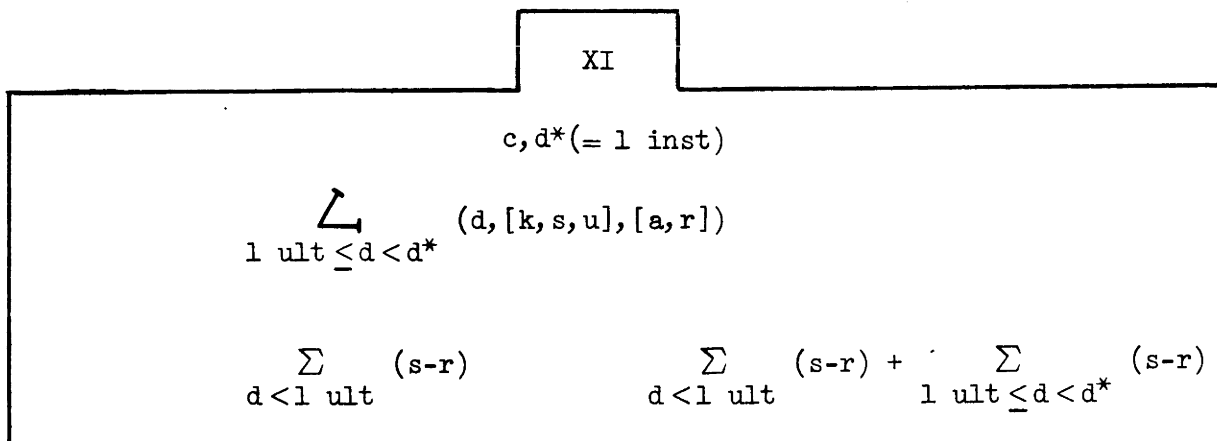 XI
c,d*(= 1 inst)
∠ (d,[k,s,u],[a,r])
1 ult ≤ d < d*
Σ (s-r) Σ (s-r) + Σ (s-r)
d < 1 ult d < 1 ult 1 ult ≤ d < d*